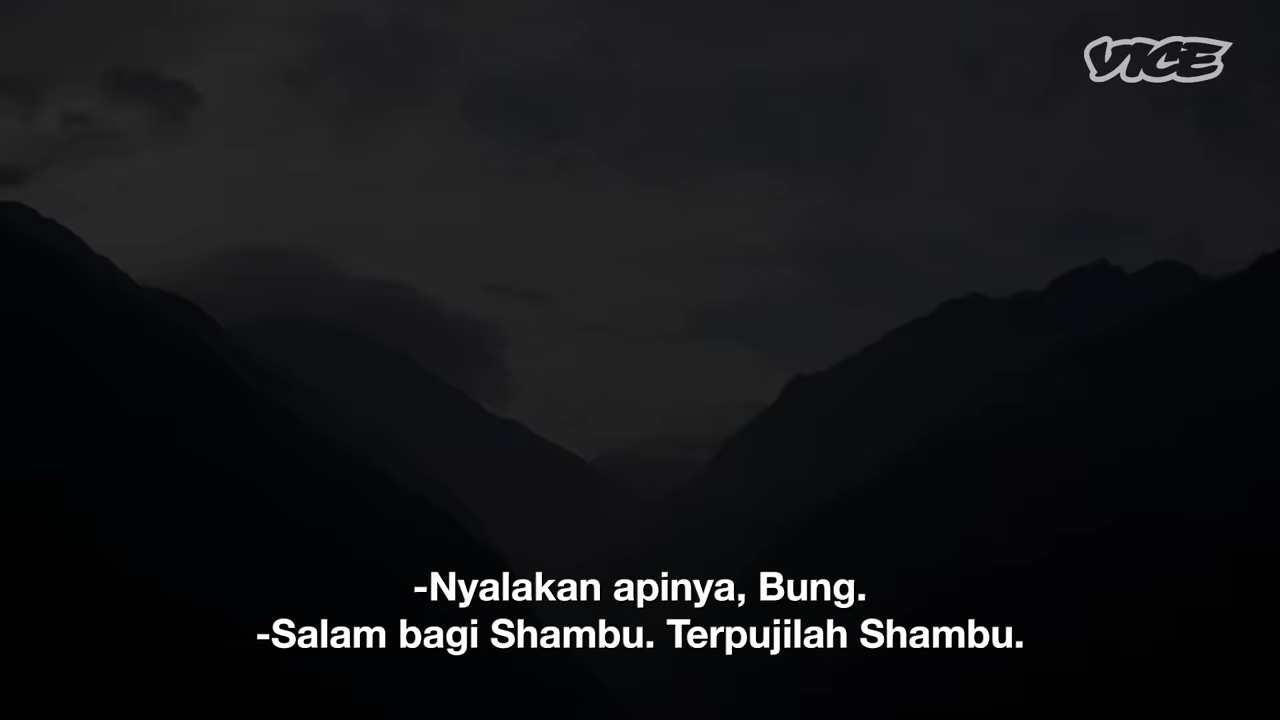 VICE
-Nyalakan apinya, Bung.
-Salam bagi Shambu. Terpujilah Shambu.